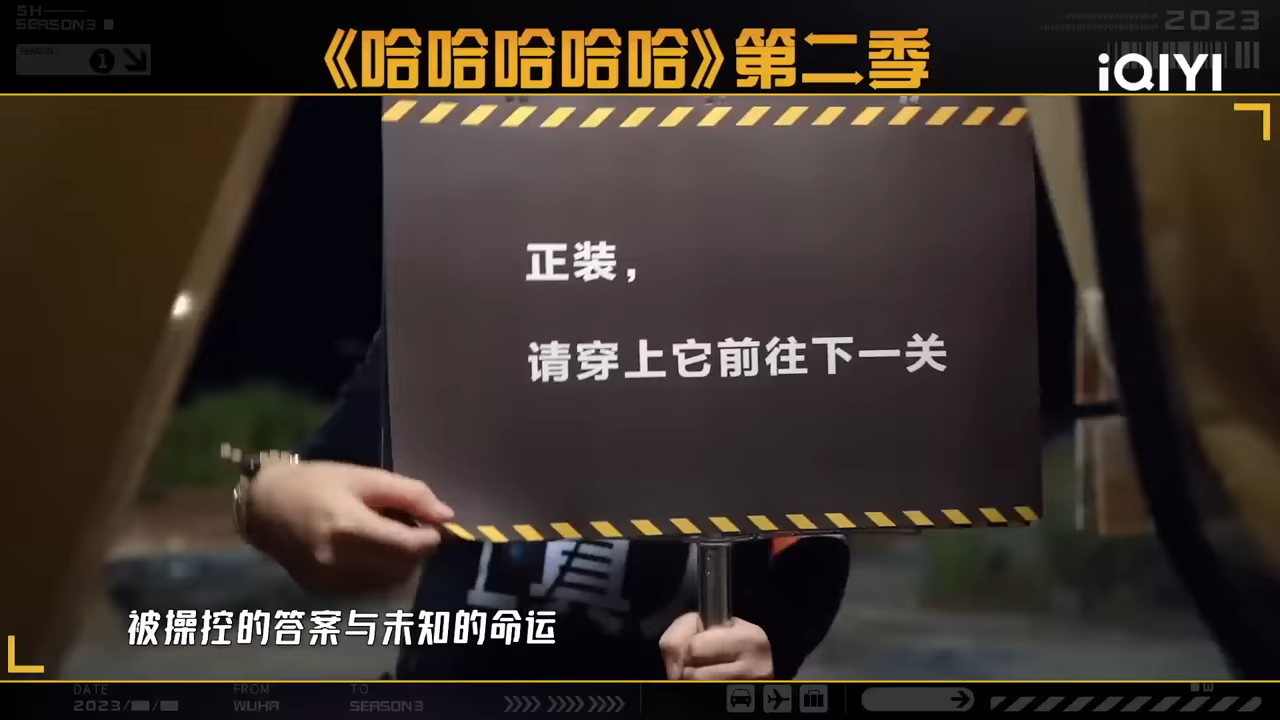 5H
SEASON3
《哈哈哈哈哈》第二季
2023
1
iQIYI
正装，
请穿上它前往下一关
被操控的答案与未知的命运
DATE
FROM
TO
2023/
WUHA
SEASON3